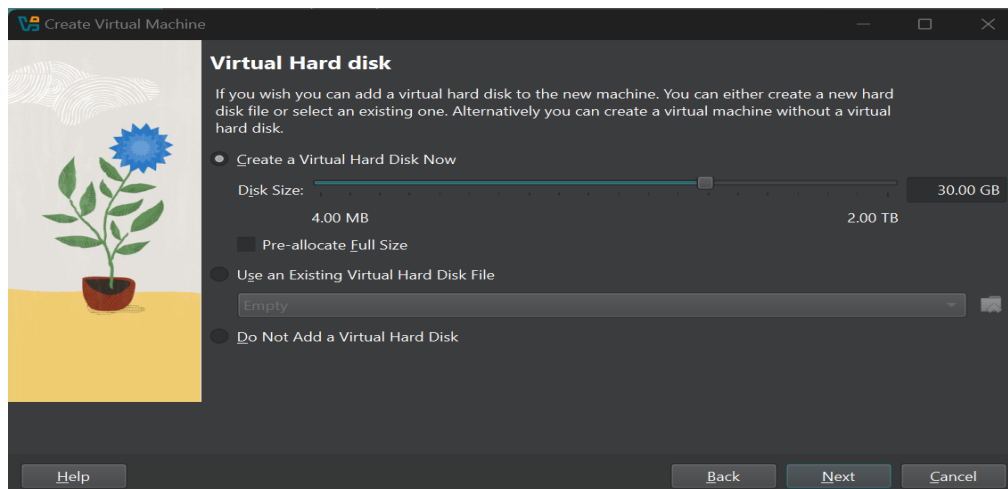 Create Virtual Machine
Virtual Hard disk
If you wish you can add a virtual hard disk to the new machine. You can either create a new hard
disk file or select an existing one. Alternatively you can create a virtual machine without a virtual
hard disk.
Create a Virtual Hard Disk Now
Disk Size: 30.00 GB
4.00 MB 2.00 TB
Pre-allocate Full Size
Use an Existing Virtual Hard Disk File
Empty
Do Not Add a Virtual Hard Disk
Help Back Next Cancel